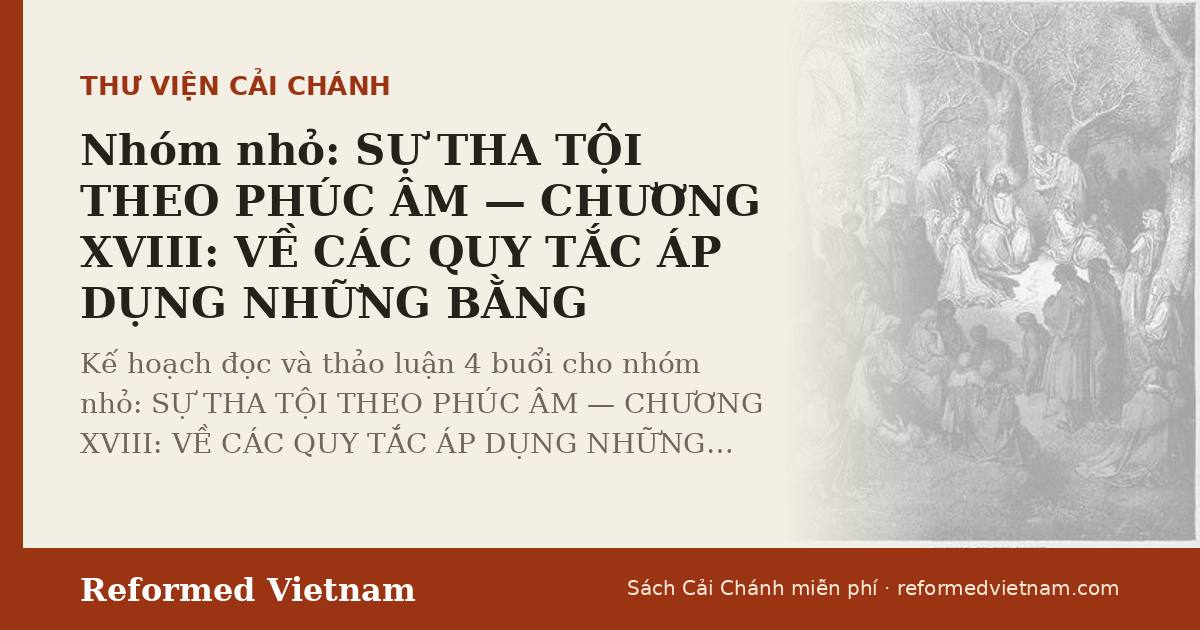 THƯ VIỆN CẢI CHÁNH
Nhóm nhỏ: SỰ THA TỘI
THEO PHÚC ÂM — CHƯƠNG
XVIII: VỀ CÁC QUY TẮC ÁP
DỤNG NHỮNG BẰNG
Kế hoạch đọc và thảo luận 4 buổi cho nhóm
nhỏ: SỰ THA TỘI THEO PHÚC ÂM — CHƯƠNG
XVIII: VỀ CÁC QUY TẮC ÁP DỤNG NHỮNG...
Reformed Vietnam
Sách Cải Chánh miễn phí · reformedvietnam.com